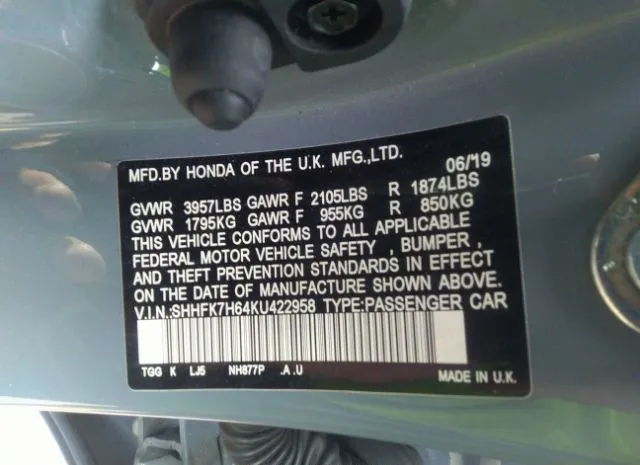 MFD.BY HONDA OF THE U.K. MFG.,LTD. 06/19
GVWR 3957LBS GAWR F 2105LBS R 1874LBS
GVWR 1795KG GAWR F 955KG R 850KG
THIS VEHICLE CONFORMS TO ALL APPLICABLE
FEDERAL MOTOR VEHICLE SAFETY , BUMPER ,
AND THEFT PREVENTION STANDARDS IN EFFECT
ON THE DATE OF MANUFACTURE SHOWN ABOVE.
V.I.N.:SHHFK7H64KU422958 TYPE:PASSENGER CAR
TGG K LJ5 NH877P .A.U MADE IN U.K.